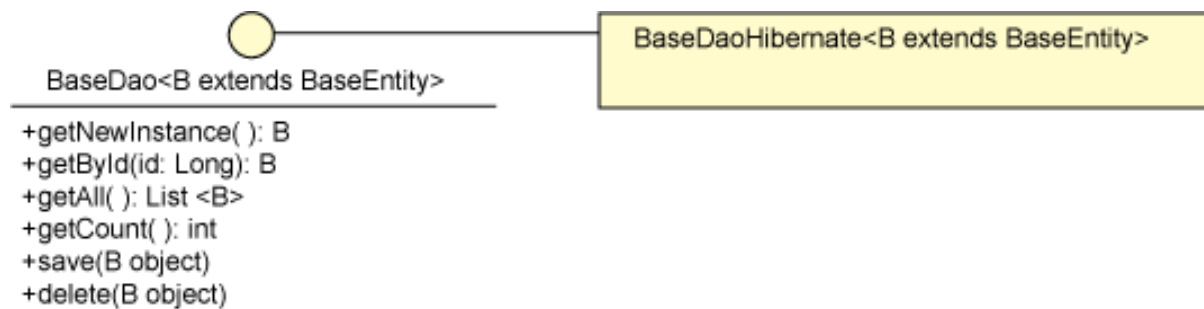 BaseDao<B extends BaseEntity>
+getNewInstance( ): B
+getById(id: Long): B
+getAll( ): List <B>
+getCount( ): int
+save(B object)
+delete(B object)
BaseDaoHibernate<B extends BaseEntity>